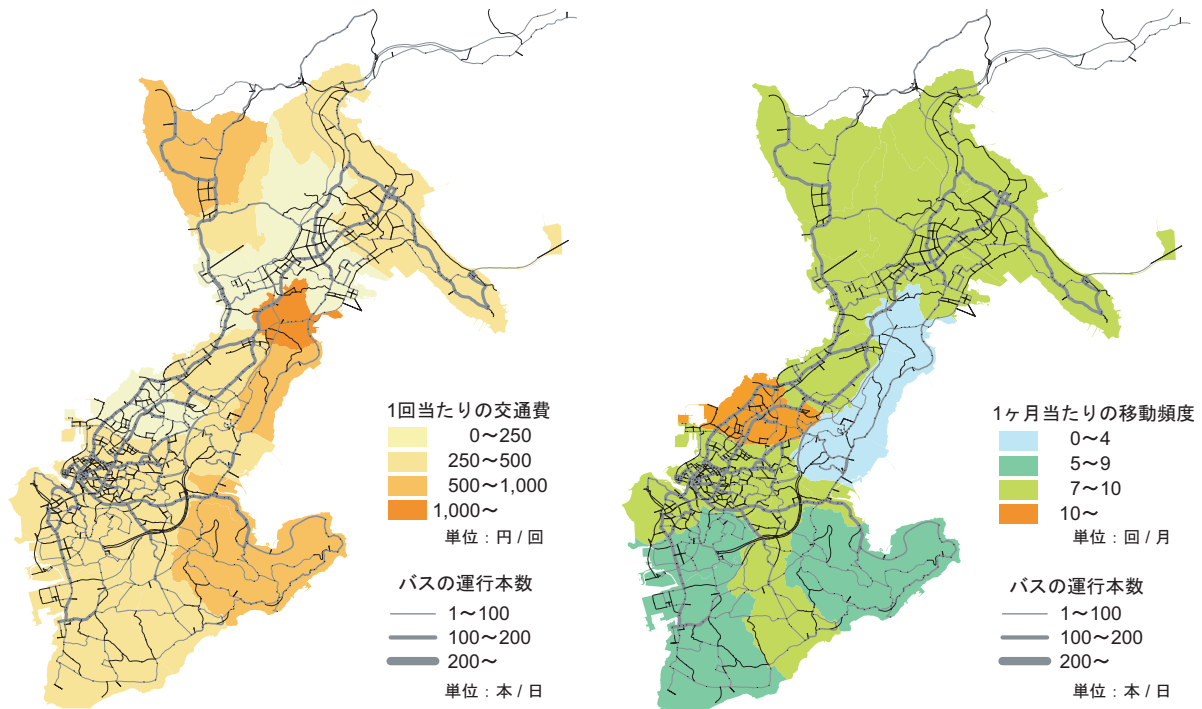 1回当たりの交通費
0〜250
250〜500
500〜1,000
1,000〜
単位：円 / 回
バスの運行本数
1〜100
100〜200
200〜
単位：本 / 日
1ヶ月当たりの移動頻度
0〜4
5〜9
7〜10
10〜
単位：回 / 月
バスの運行本数
1〜100
100〜200
200〜
単位：本 / 日